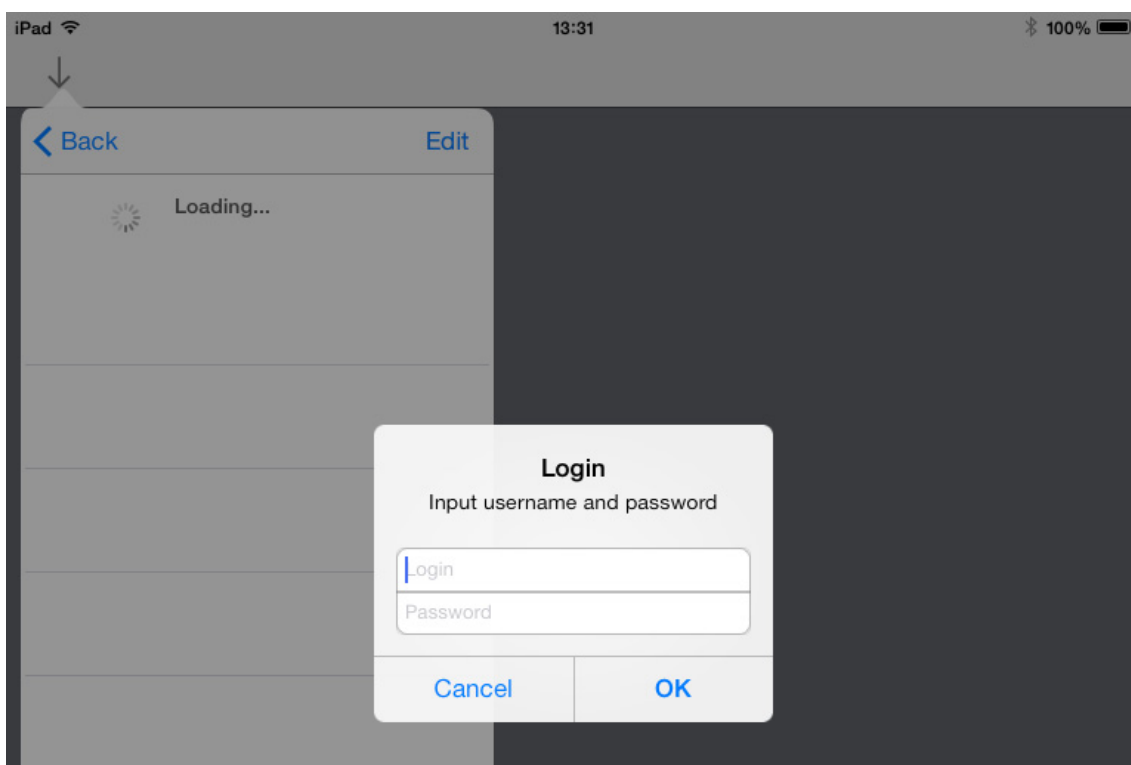 iPad 13:31 100%
Back Edit
Loading...
Login
Input username and password
Login
Password
Cancel OK